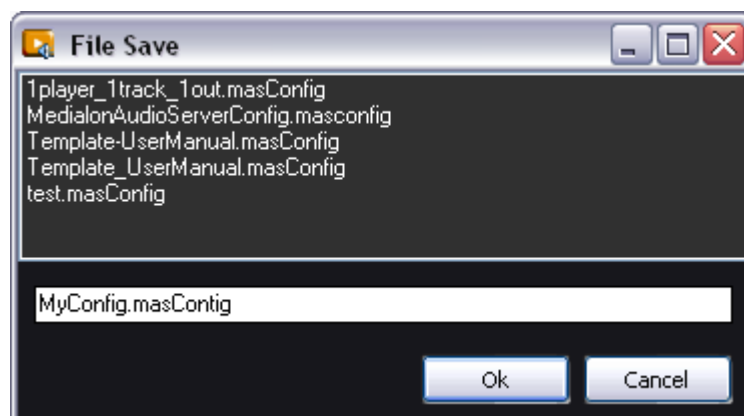 File Save
1player_1track_1out.masConfig
MedialonAudioServerConfig.masconfig
Template-UserManual.masConfig
Template_UserManual.masConfig
test.masConfig
MyConfig.masContig
Ok
Cancel